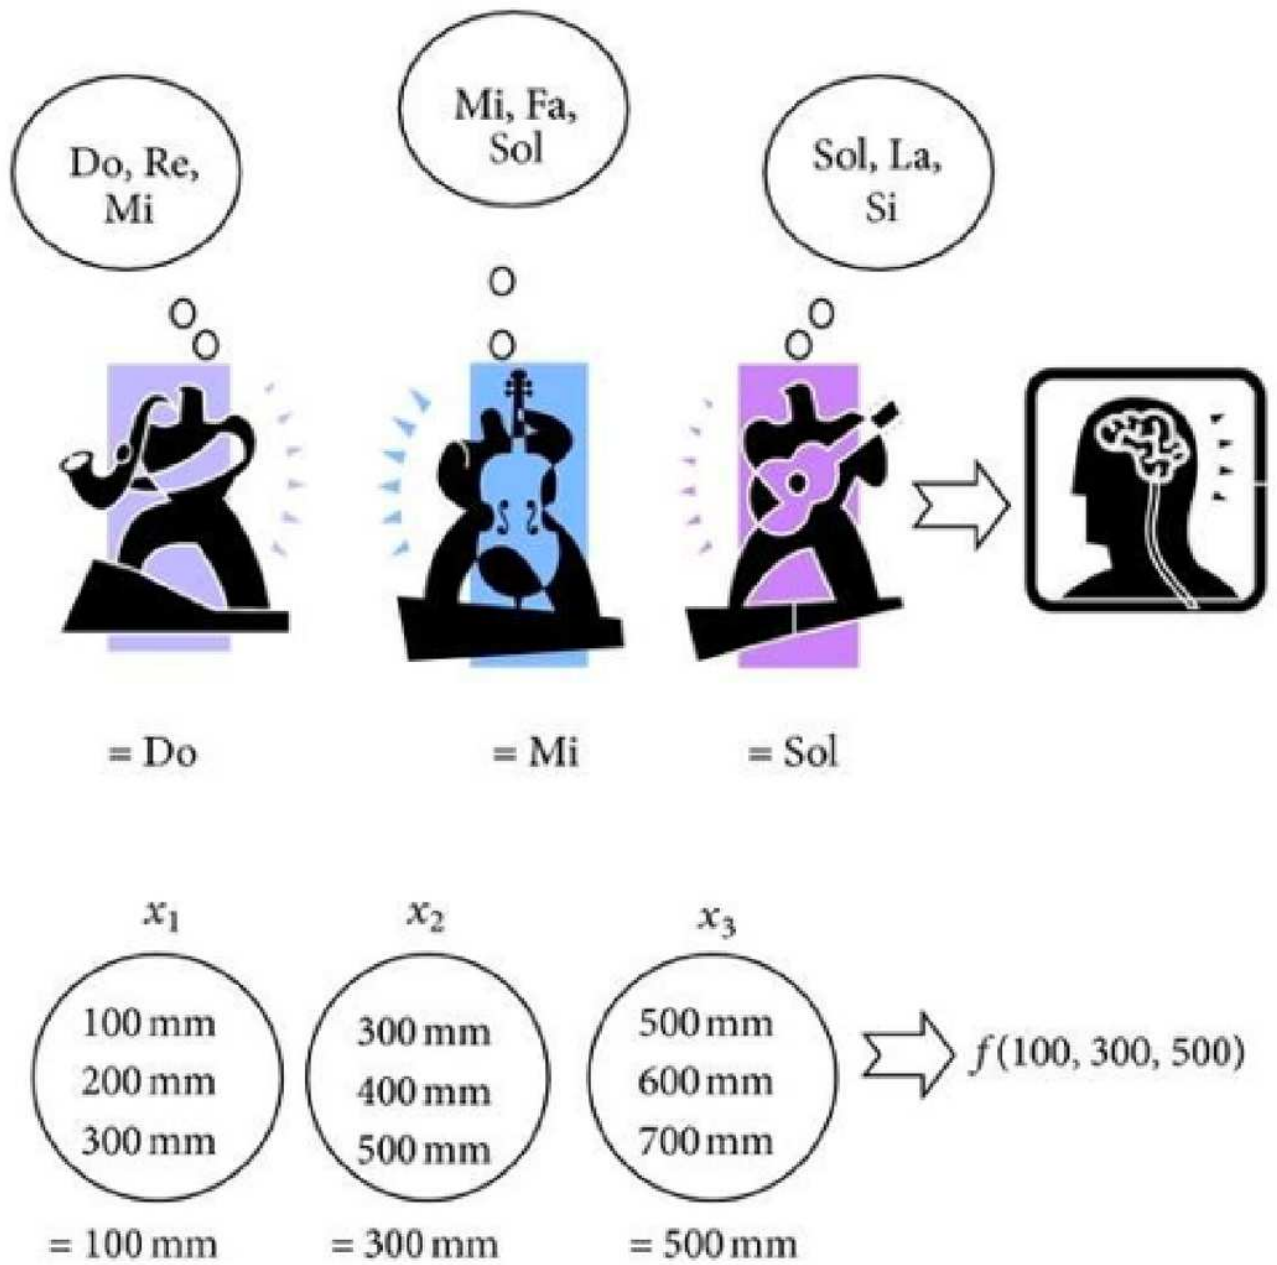 Do, Re,
Mi
Mi, Fa,
Sol
Sol, La,
Si
= Do
= Mi
= Sol
x₁
x₂
x₃
100 mm
200 mm
300 mm
300 mm
400 mm
500 mm
500 mm
600 mm
700 mm
f(100, 300, 500)
= 100 mm
= 300 mm
= 500 mm